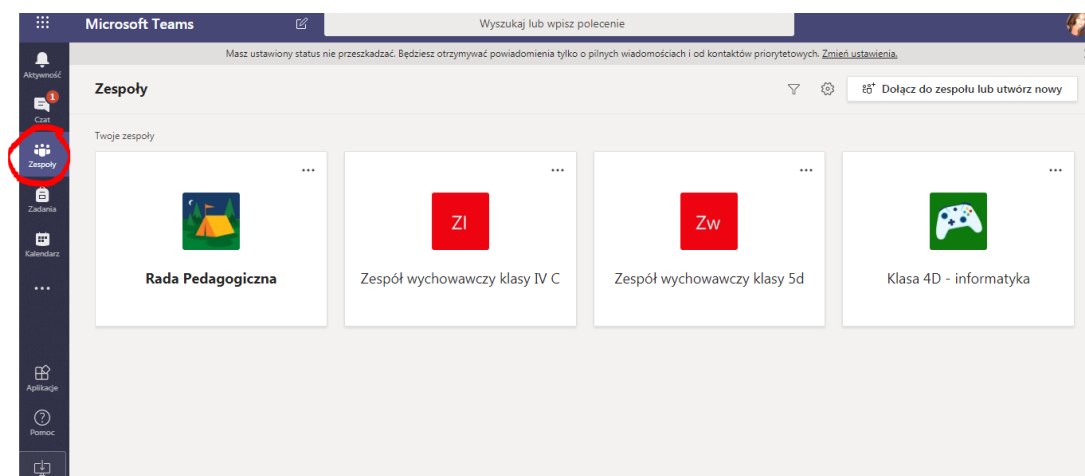 Microsoft Teams
Wyszukaj lub wpisz polecenie
Masz ustawiony status nie przeszkadzać. Będziesz otrzymywać powiadomienia tylko o pilnych wiadomościach i od kontaktów priorytetowych. Zmień ustawienia.
Aktywność
1
Czat
Zespoły
Zadania
Kalendarz
Aplikacje
Pomoc
Zespoły
Dołącz do zespołu lub utwórz nowy
Twoje zespoły
Rada Pedagogiczna
ZI
Zespół wychowawczy klasy IV C
Zw
Zespół wychowawczy klasy 5d
Klasa 4D - informatyka